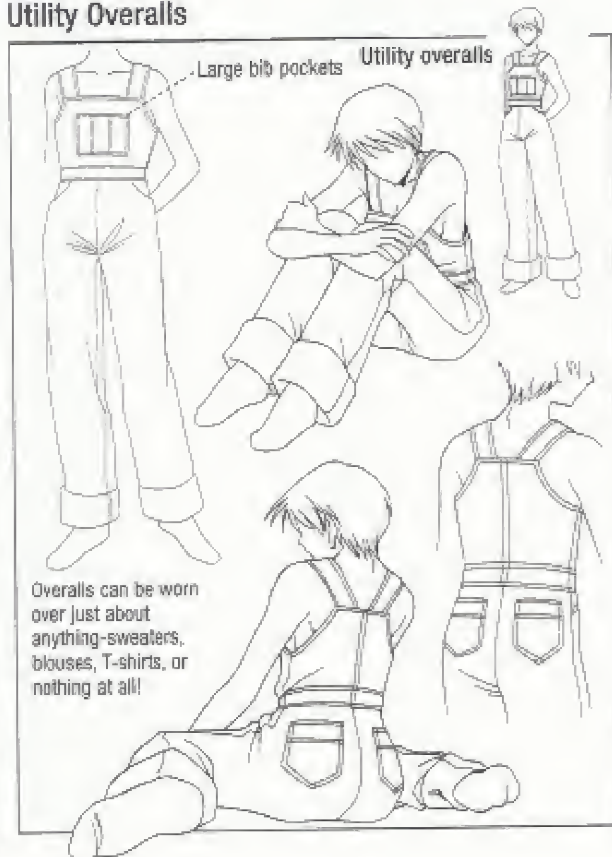 Utility Overalls
Large bib pockets
Utility overalls
Overalls can be worn
over just about
anything-sweaters,
blouses, T-shirts, or
nothing at all!